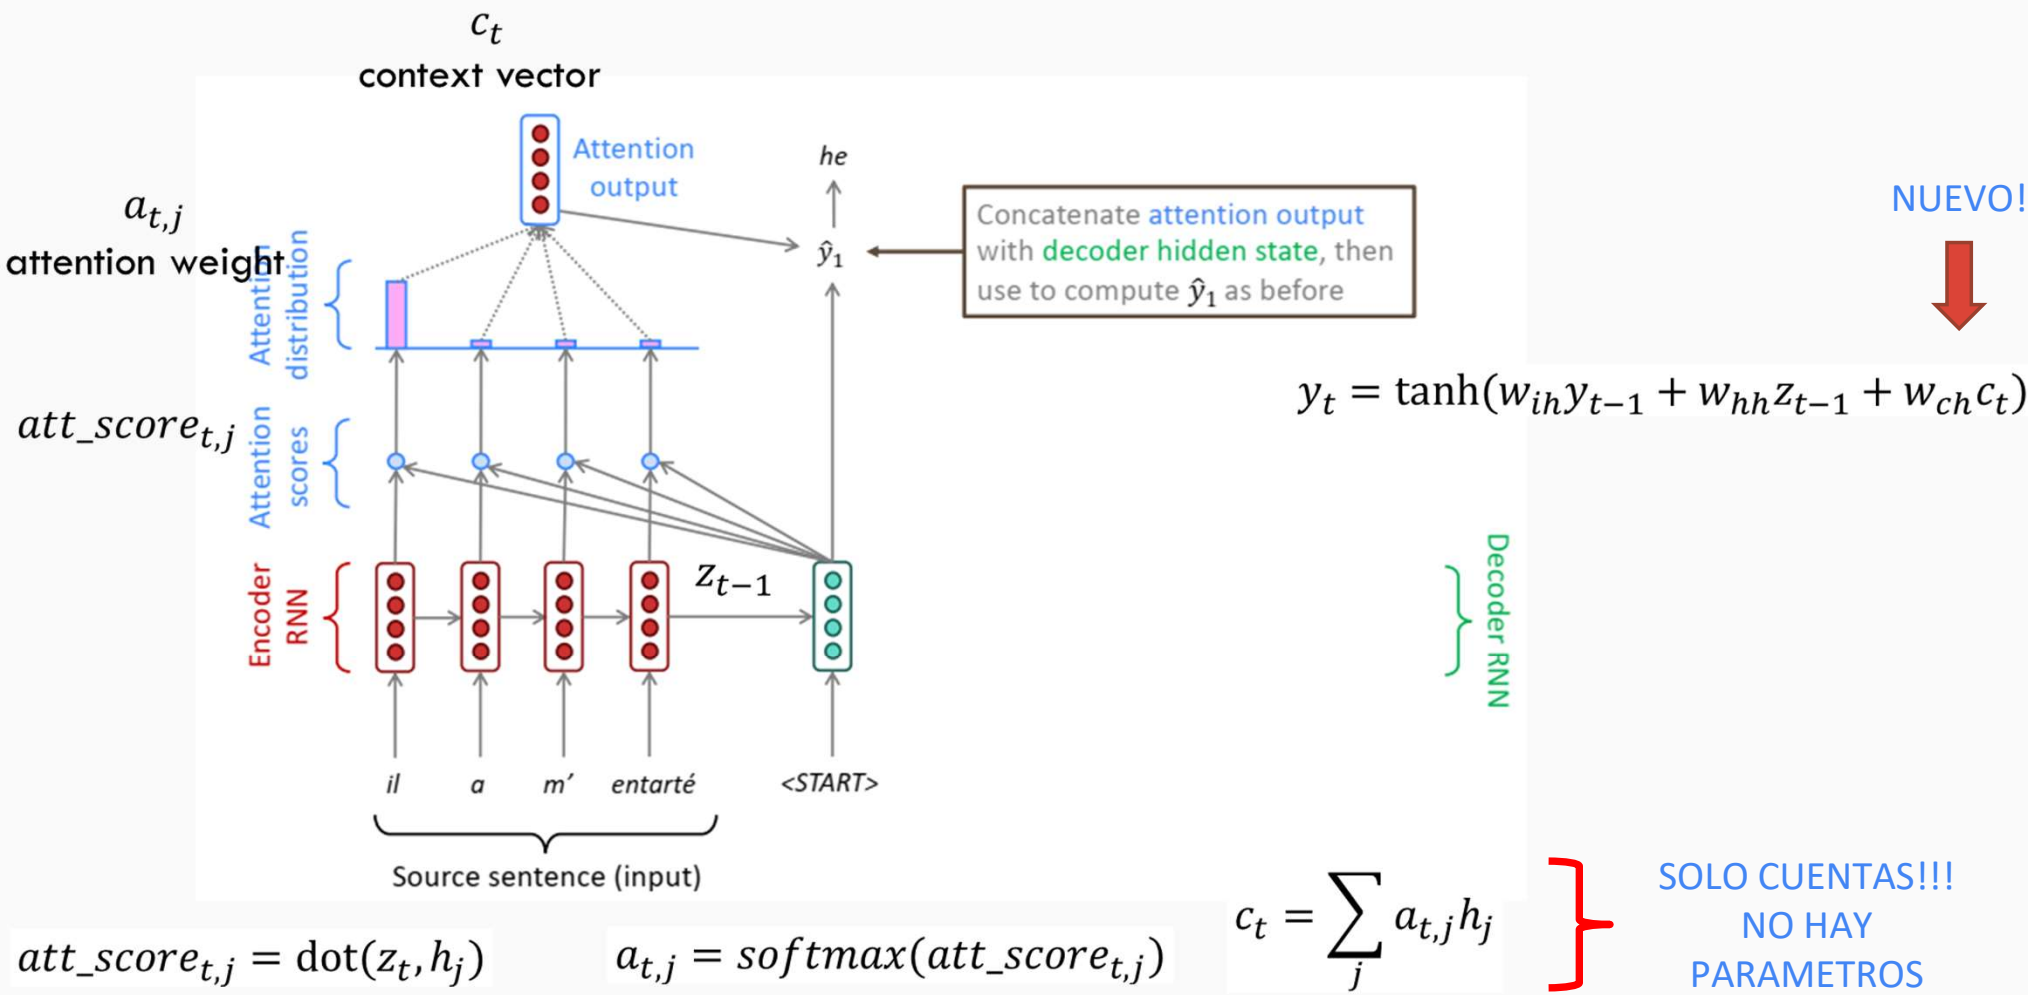 c_t
context vector
Attention
output
he
ŷ_1
Concatenate attention output
with decoder hidden state, then
use to compute ŷ_1 as before
NUEVO!
a_{t,j}
attention weight
Attention
distribution
y_t = tanh(w_{ih}y_{t−1} + w_{hh}z_{t−1} + w_{ch}c_t)
att_score_{t,j}
Attention
scores
Encoder
RNN
z_{t−1}
Decoder RNN
il a m’ entarté <START>
Source sentence (input)
att_score_{t,j} = dot(z_t, h_j)
a_{t,j} = softmax(att_score_{t,j})
c_t = ∑_j a_{t,j}h_j
SOLO CUENTAS!!!
NO HAY
PARAMETROS